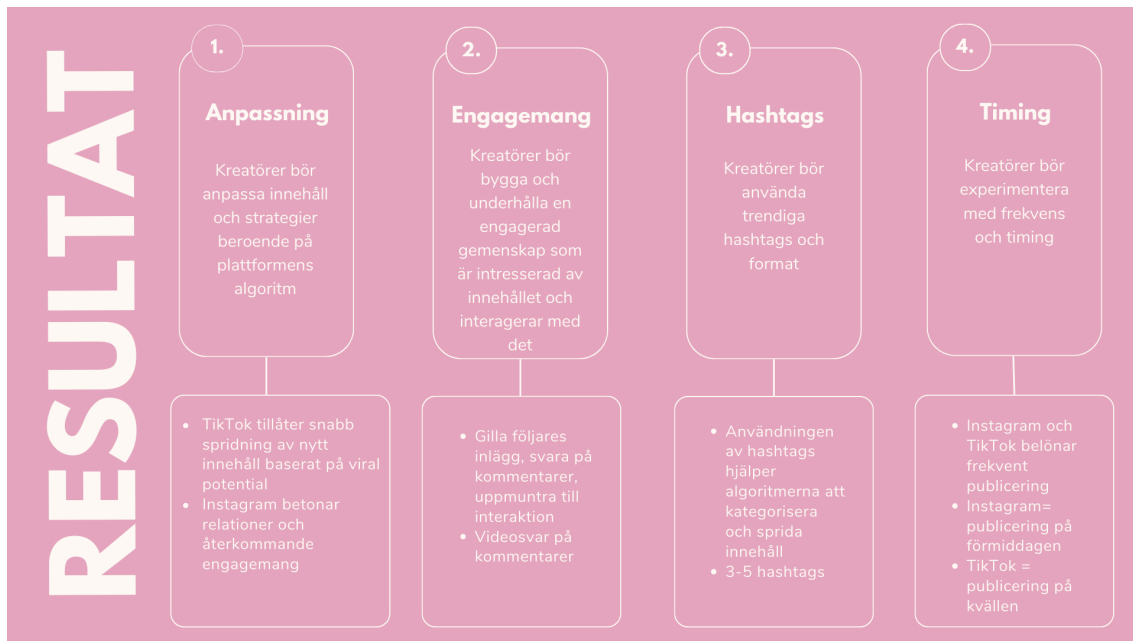 RESULTAT
1.
Anpassning
Kreatörer bör
anpassa innehåll
och strategier
beroende på
plattformens
algoritm
• TikTok tillåter snabb
spridning av nytt
innehåll baserat på viral
potential
• Instagram betonar
relationer och
återkommande
engagemang
2.
Engagemang
Kreatörer bör
bygga och
underhålla en
engagerad
gemenskap som
är intresserad av
innehållet och
interagerar med
det
• Gilla följares
inlägg, svara på
kommentarer,
uppmuntra till
interaktion
• Videosvar på
kommentarer
3.
Hashtags
Kreatörer bör
använda
trendiga
hashtags och
format
• Användningen
av hashtags
hjälper
algoritmerna att
kategorisera
och sprida
innehåll
• 3-5 hashtags
4.
Timing
Kreatörer bör
experimentera
med frekvens
och timing
• Instagram och
TikTok belönar
frekvent
publicering
• Instagram=
publicering på
förmiddagen
• TikTok =
publicering på
kvällen